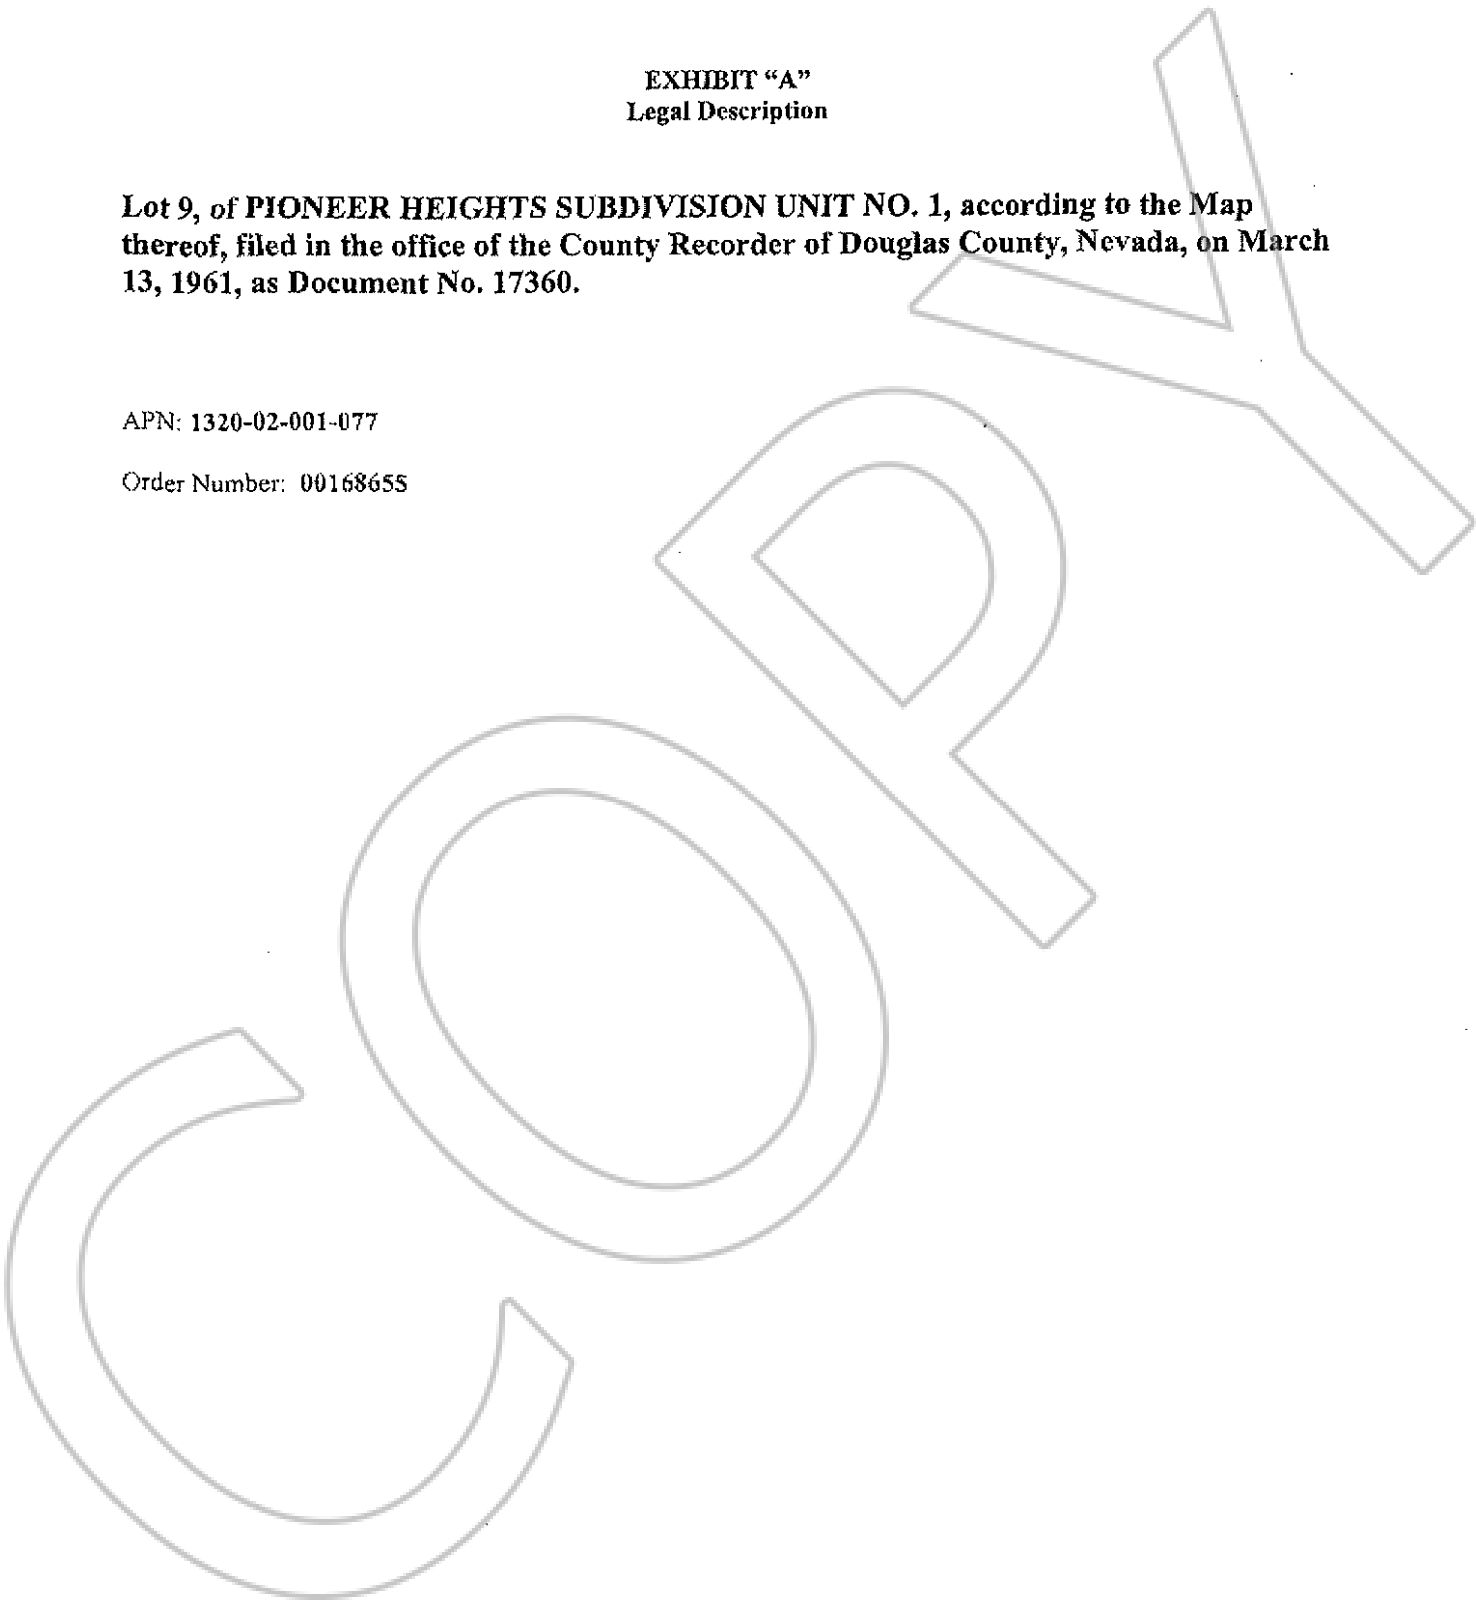 EXHIBIT “A”
Legal Description
Lot 9, of PIONEER HEIGHTS SUBDIVISION UNIT NO. 1, according to the Map
thereof, filed in the office of the County Recorder of Douglas County, Nevada, on March
13, 1961, as Document No. 17360.
APN: 1320-02-001-077
Order Number: 00168655
COPY